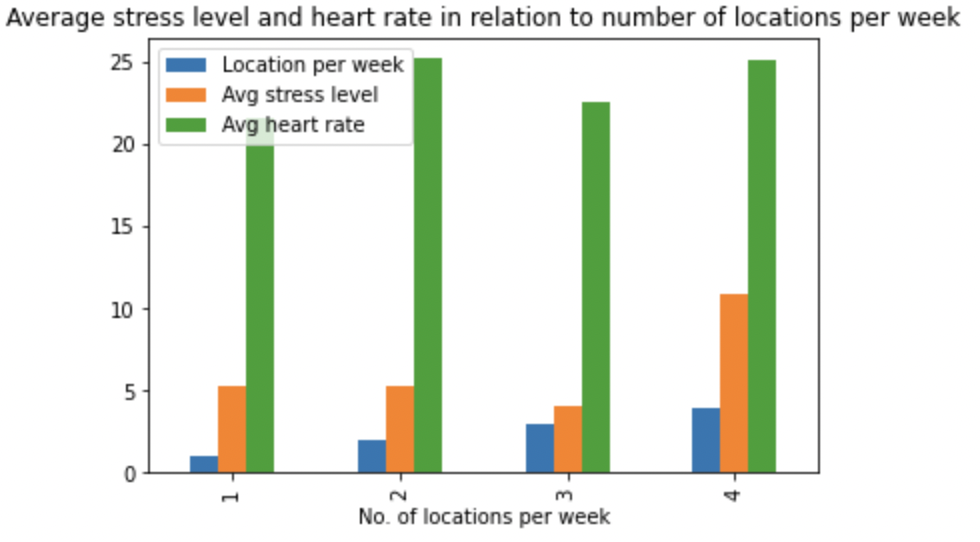 Average stress level and heart rate in relation to number of locations per week
25
20
15
10
5
0
Location per week
Avg stress level
Avg heart rate
1
2
3
4
No. of locations per week